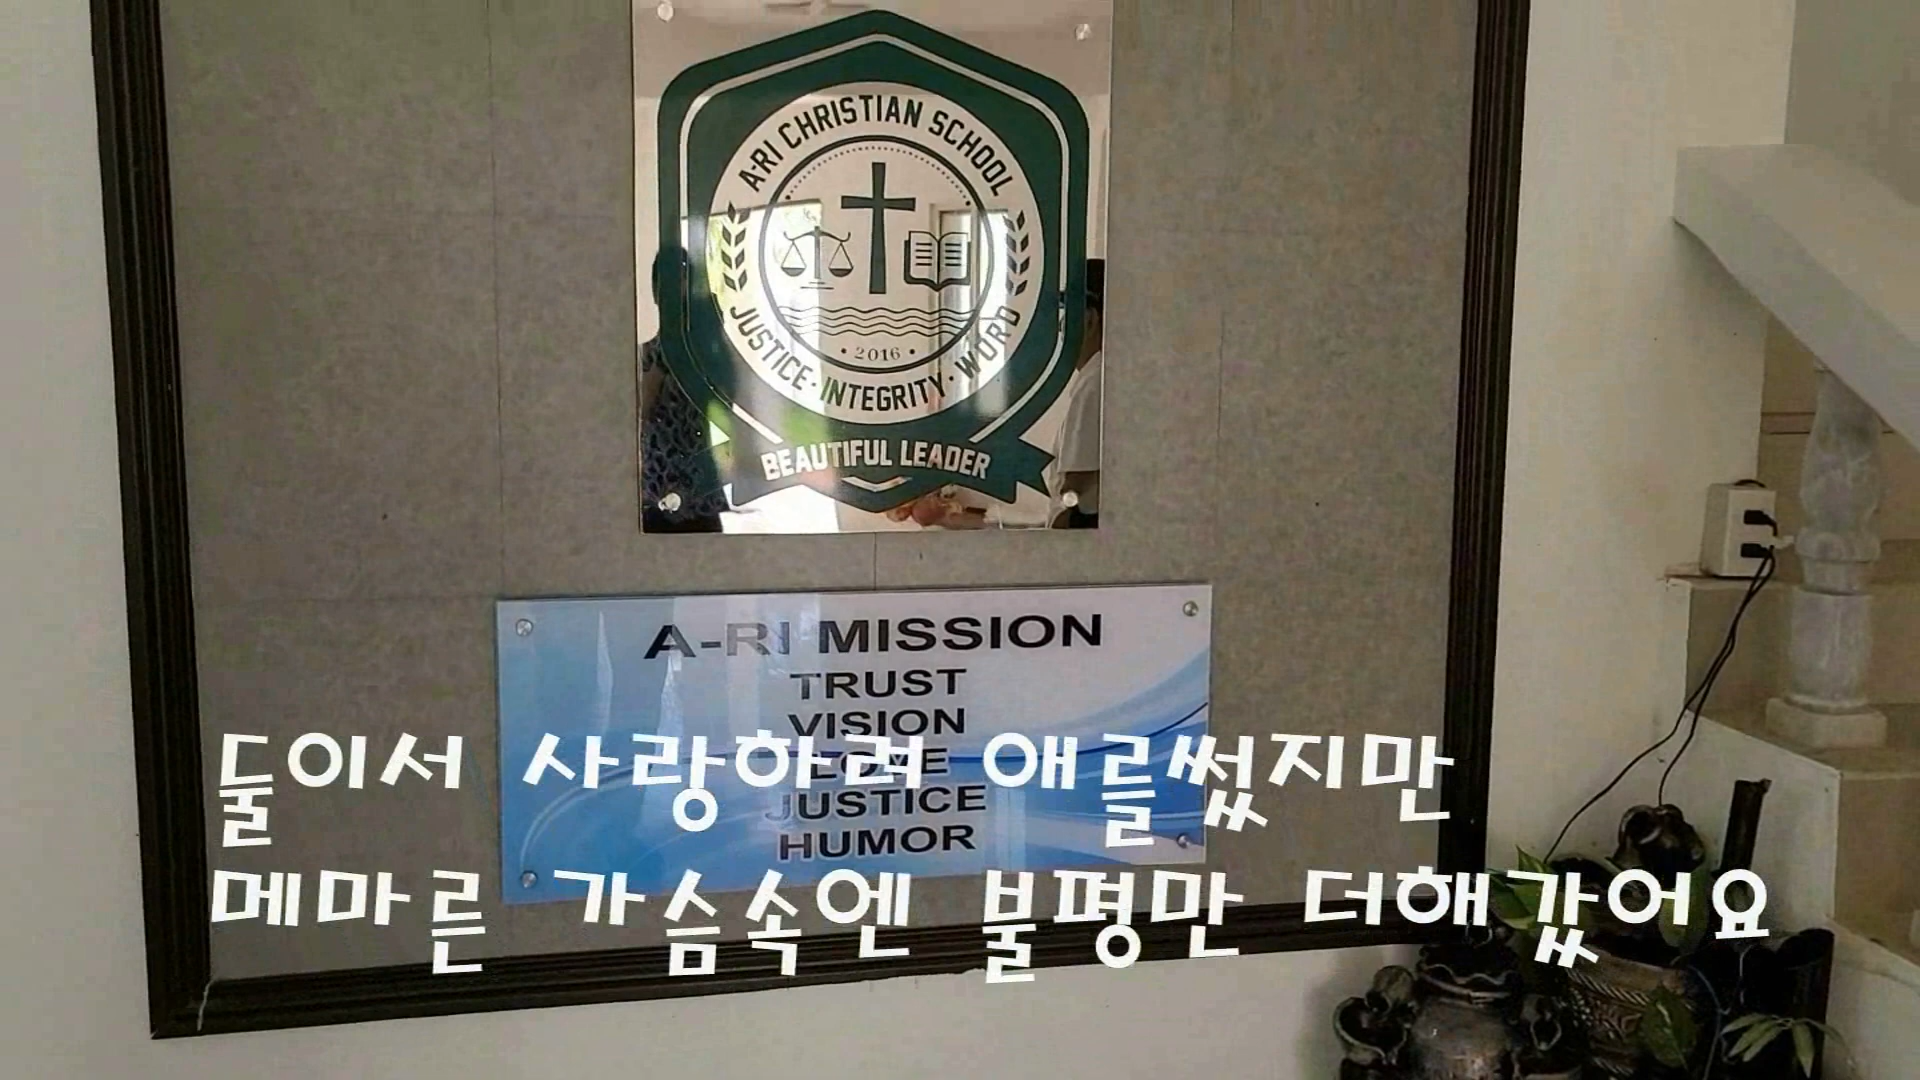 A-RI CHRISTIAN SCHOOL
2016
JUSTICE · INTEGRITY · WORD
BEAUTIFUL LEADER
A-RI MISSION
TRUST
VISION
LOVE
JUSTICE
HUMOR
둘이서 사랑하려 애를썼지만
메마른 가슴속엔 불평만 더해갔어요